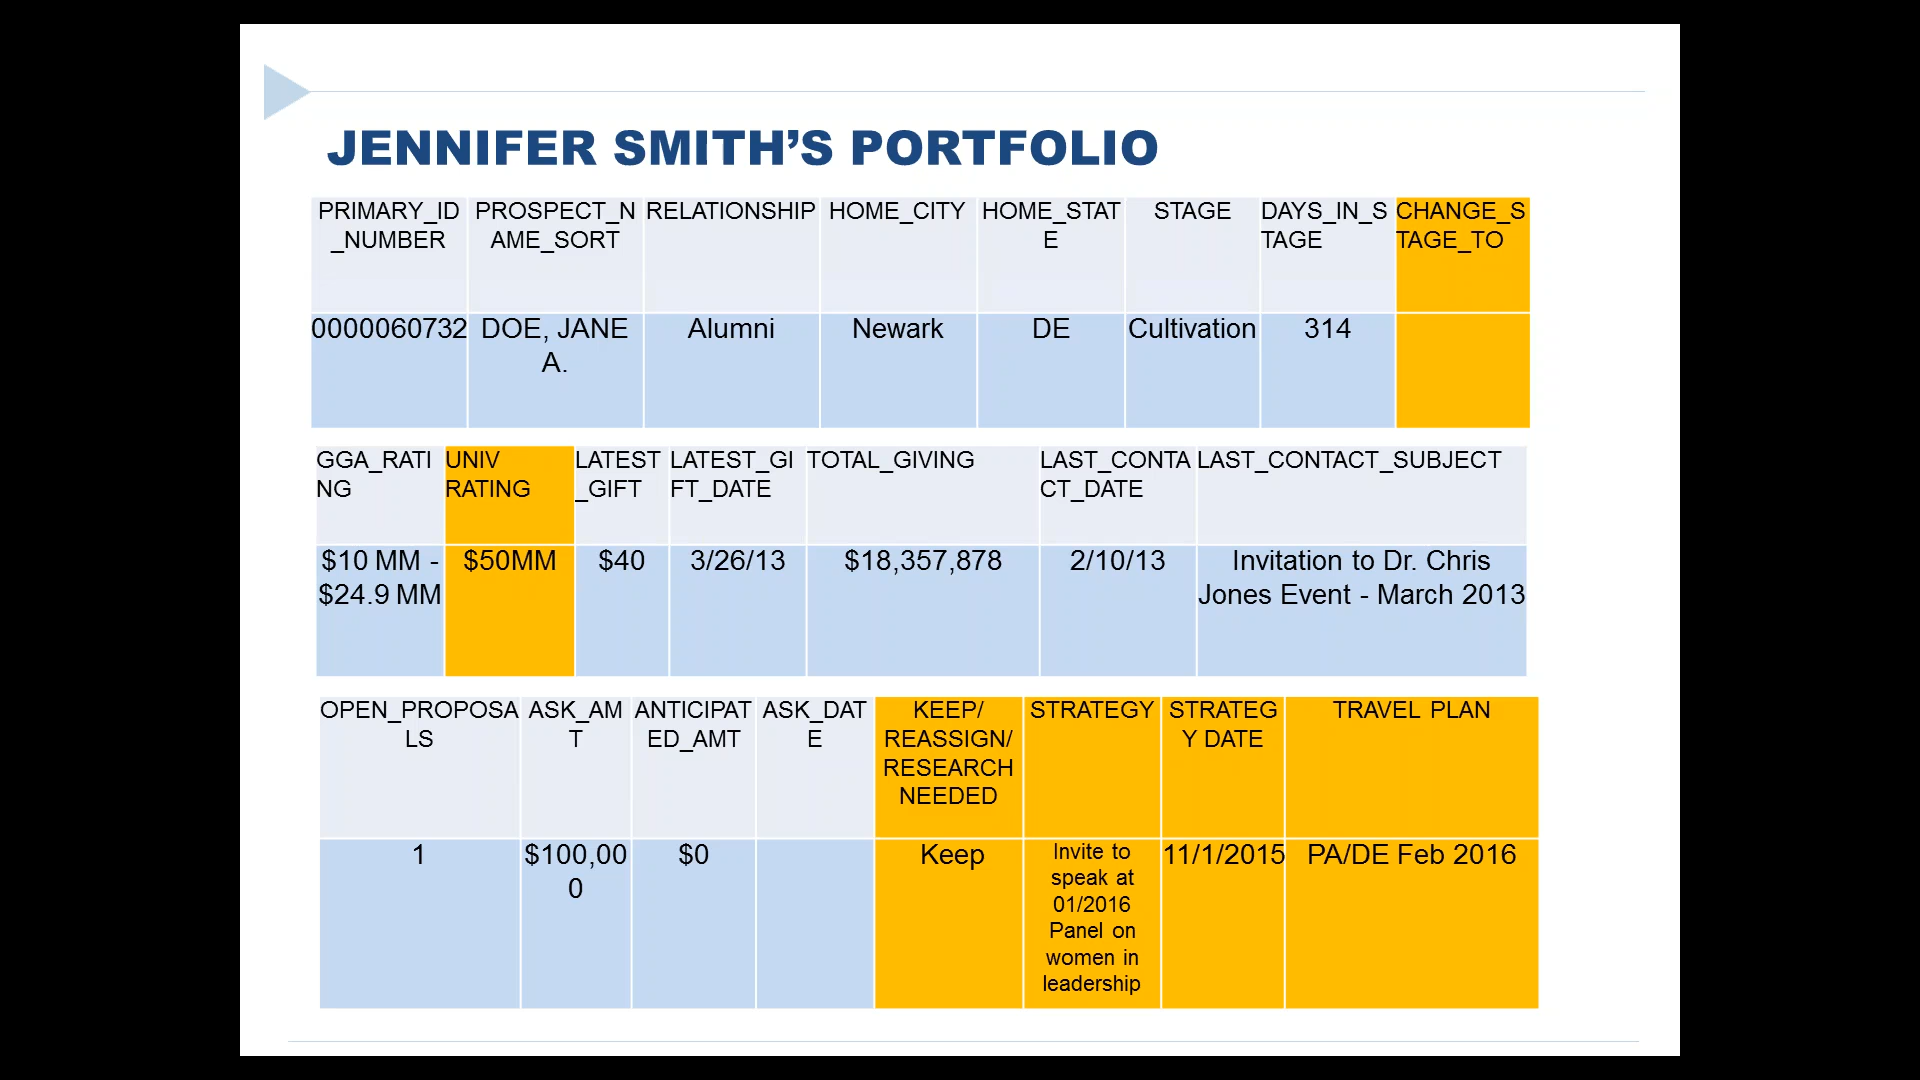 JENNIFER SMITH’S PORTFOLIO
PRIMARY_ID
_NUMBER
PROSPECT_N
AME_SORT
RELATIONSHIP
HOME_CITY
HOME_STAT
E
STAGE
DAYS_IN_S
TAGE
CHANGE_S
TAGE_TO
0000060732
DOE, JANE
A.
Alumni
Newark
DE
Cultivation
314
GGA_RATI
NG
UNIV
RATING
LATEST
_GIFT
LATEST_GI
FT_DATE
TOTAL_GIVING
LAST_CONTA
CT_DATE
LAST_CONTACT_SUBJECT
$10 MM -
$24.9 MM
$50MM
$40
3/26/13
$18,357,878
2/10/13
Invitation to Dr. Chris
Jones Event - March 2013
OPEN_PROPOSA
LS
ASK_AM
T
ANTICIPAT
ED_AMT
ASK_DAT
E
KEEP/
REASSIGN/
RESEARCH
NEEDED
STRATEGY
STRATEG
Y DATE
TRAVEL PLAN
1
$100,00
0
$0
Keep
Invite to
speak at
01/2016
Panel on
women in
leadership
11/1/2015
PA/DE Feb 2016